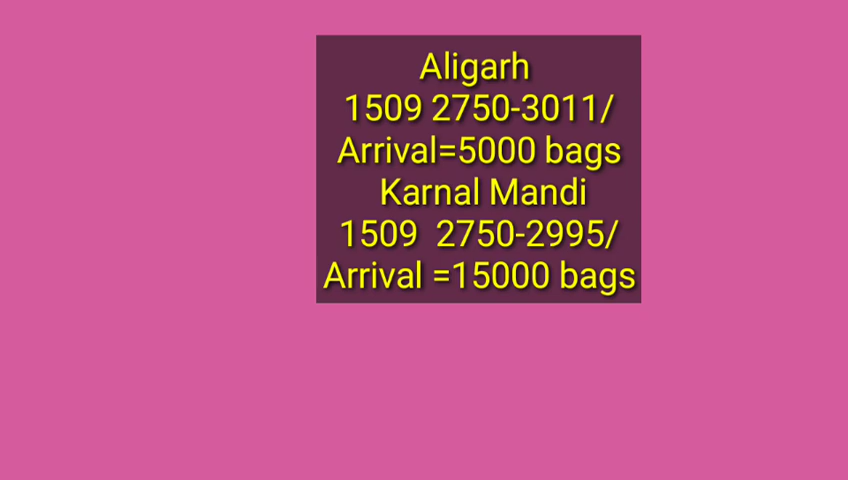 Aligarh
1509 2750-3011/
Arrival=5000 bags
Karnal Mandi
1509  2750-2995/
Arrival =15000 bags